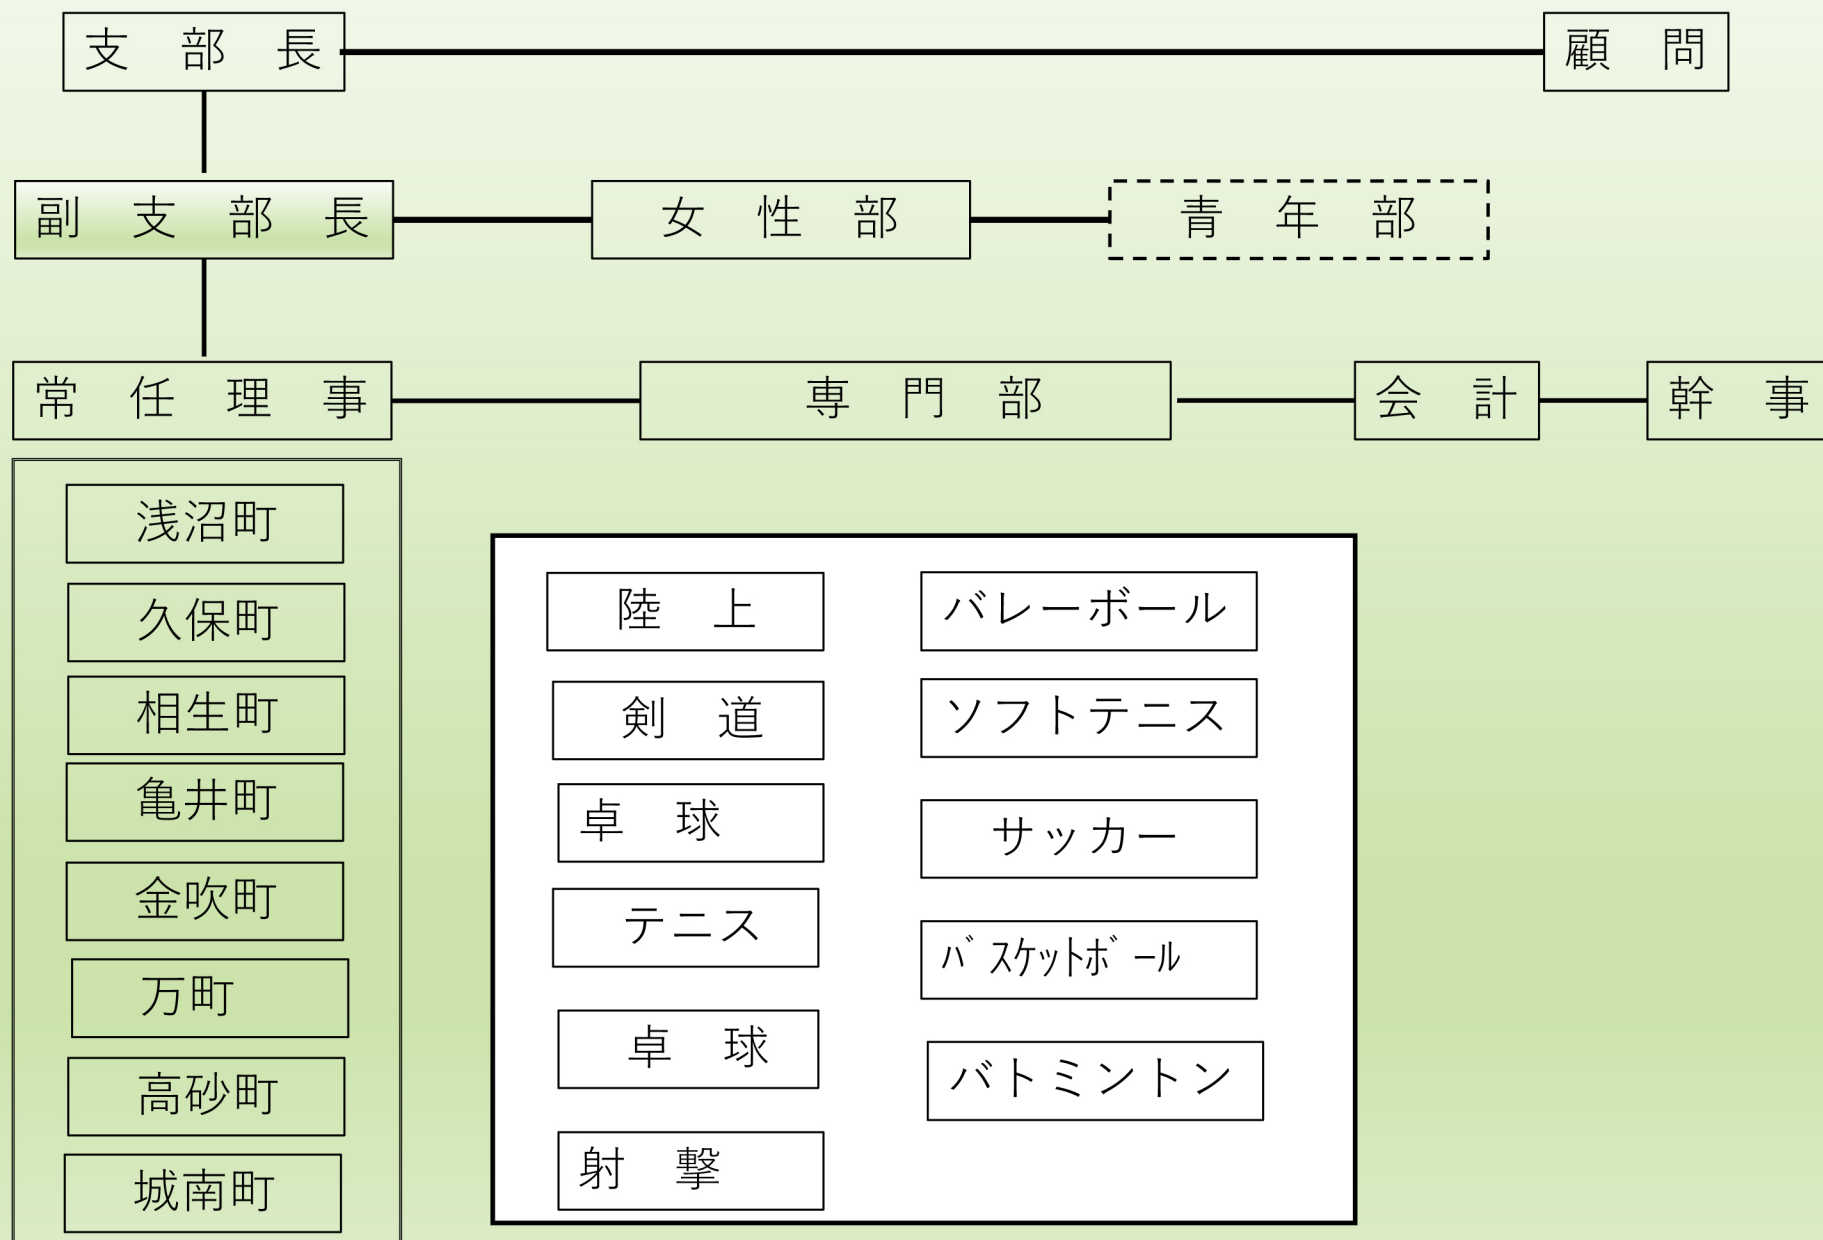 支　部　長
顧　問
副　支　部　長
女　性　部
青　年　部
常　任　理　事
専　門　部
会　計
幹　事
浅沼町
久保町
相生町
亀井町
金吹町
万町
高砂町
城南町
陸　上
剣　道
卓　球
テニス
卓　球
射　撃
バレーボール
ソフトテニス
サッカー
ﾊﾞｽｹｯﾄﾎﾞｰﾙ
バトミントン